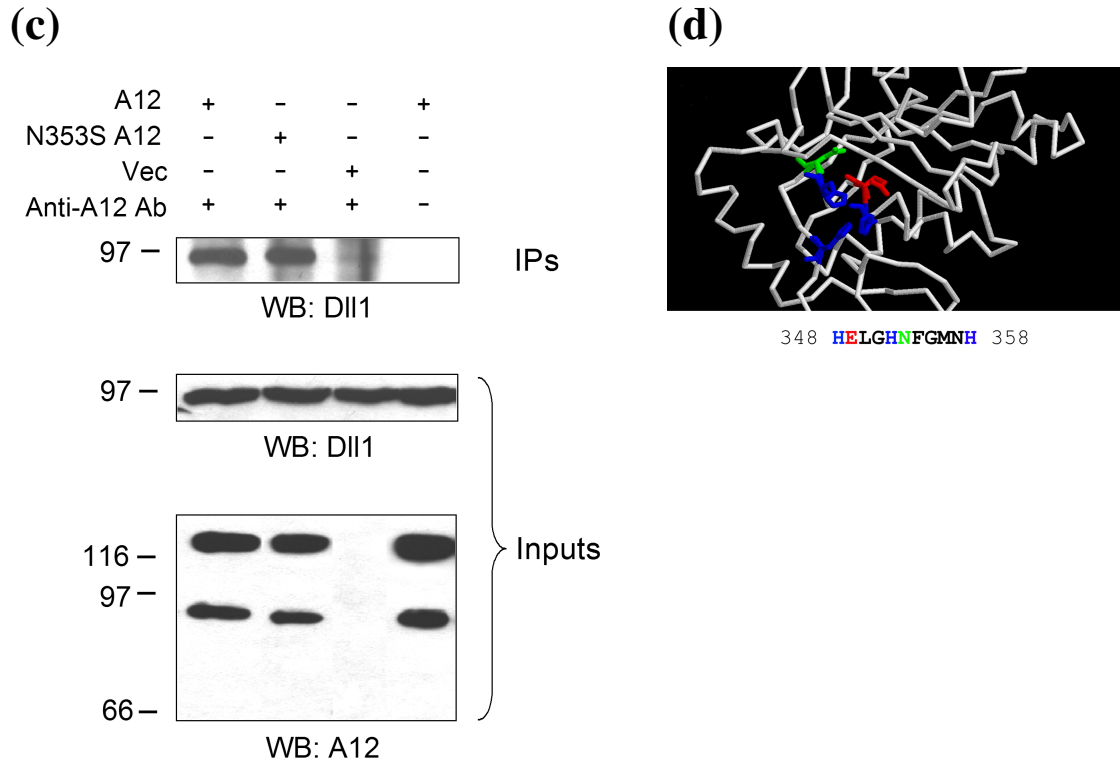 (c)
A12 + – – +
N353S A12 – + – –
Vec – – + –
Anti-A12 Ab + + + –
97 –
IPs
WB: Dll1
97 –
WB: Dll1
116 –
97 –
66 –
Inputs
WB: A12
(d)
348 HELGHNFGMNH 358